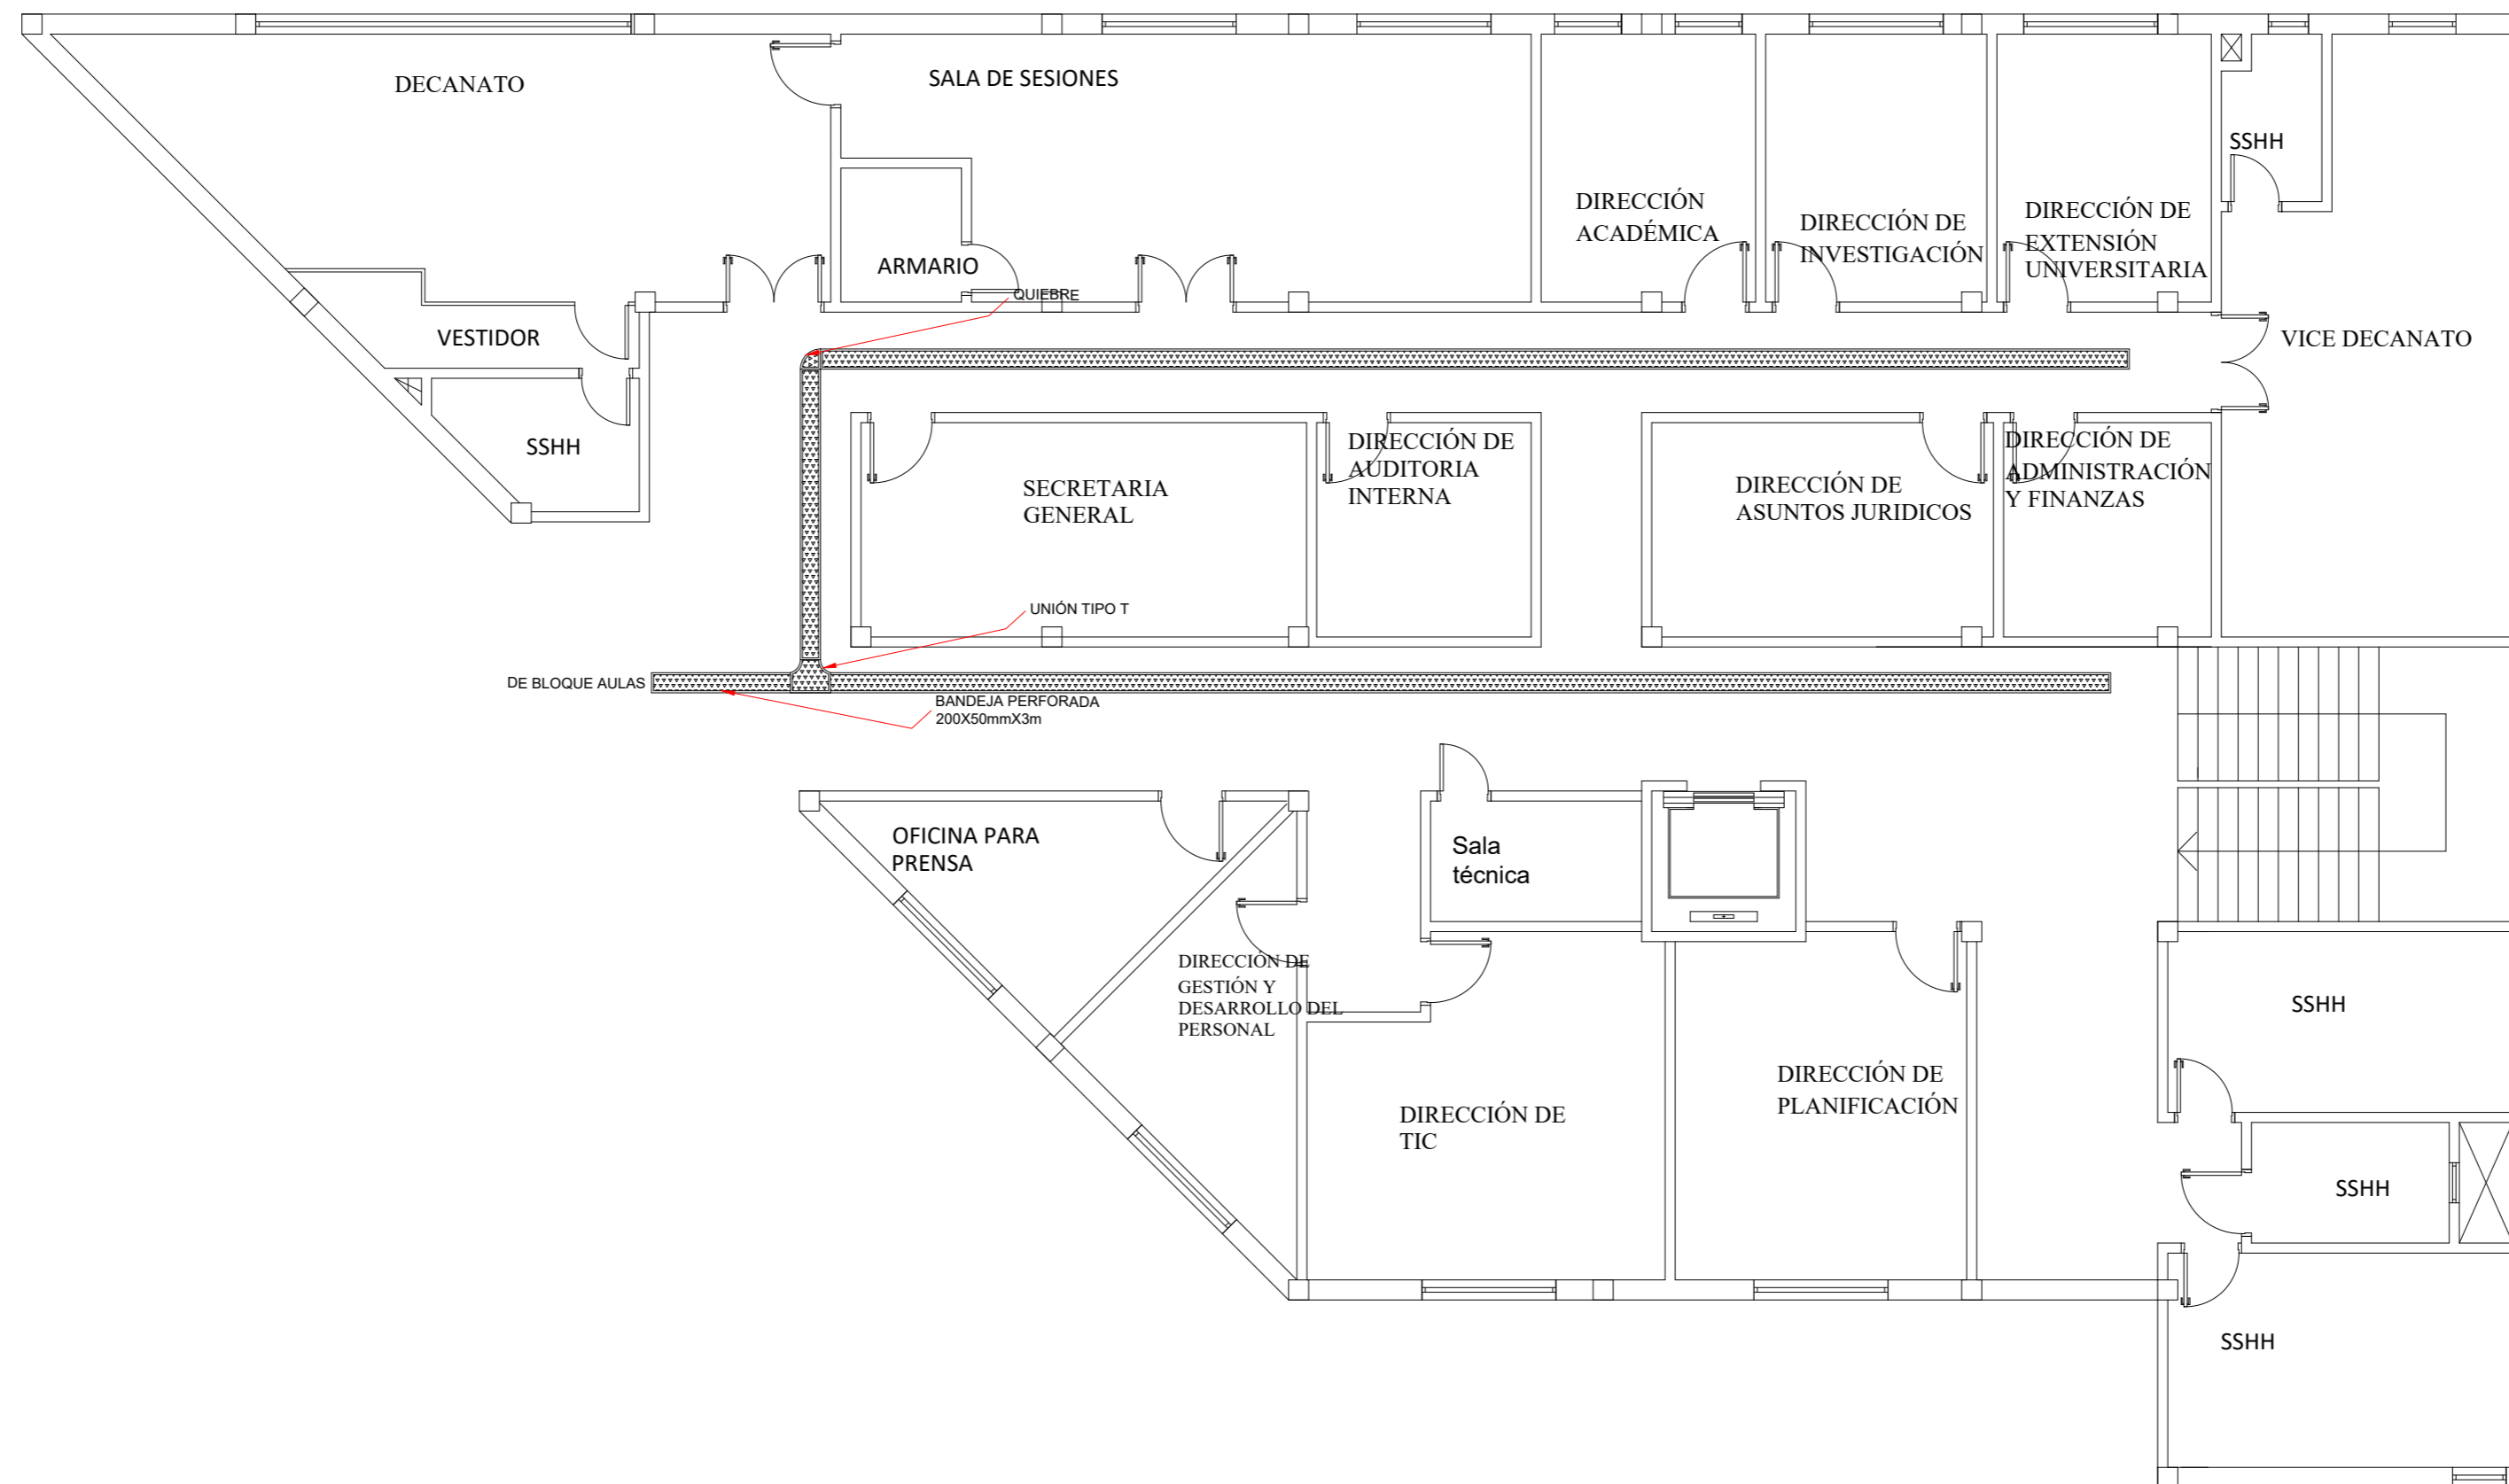 DECANATO
SALA DE SESIONES
SSHH
DIRECCIÓN
ACADÉMICA
DIRECCIÓN DE
INVESTIGACIÓN
DIRECCIÓN DE
EXTENSIÓN
UNIVERSITARIA
ARMARIO
QUIEBRE
VESTIDOR
VICE DECANATO
SSHH
SECRETARIA
GENERAL
DIRECCIÓN DE
AUDITORIA
INTERNA
DIRECCIÓN DE
ASUNTOS JURIDICOS
DIRECCIÓN DE
ADMINISTRACIÓN
Y FINANZAS
UNIÓN TIPO T
DE BLOQUE AULAS
BANDEJA PERFORADA
200X50mmX3m
OFICINA PARA
PRENSA
Sala
técnica
DIRECCIÓN DE
GESTIÓN Y
DESARROLLO DEL
PERSONAL
SSHH
DIRECCIÓN DE
TIC
DIRECCIÓN DE
PLANIFICACIÓN
SSHH
SSHH